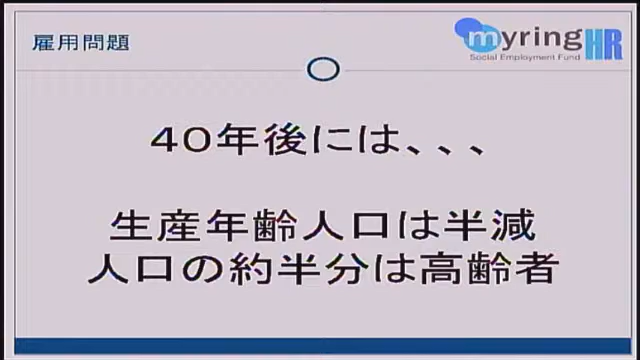 雇用問題
myring HR
Social Employment Fund
40年後には、、、
生産年齢人口は半減
人口の約半分は高齢者